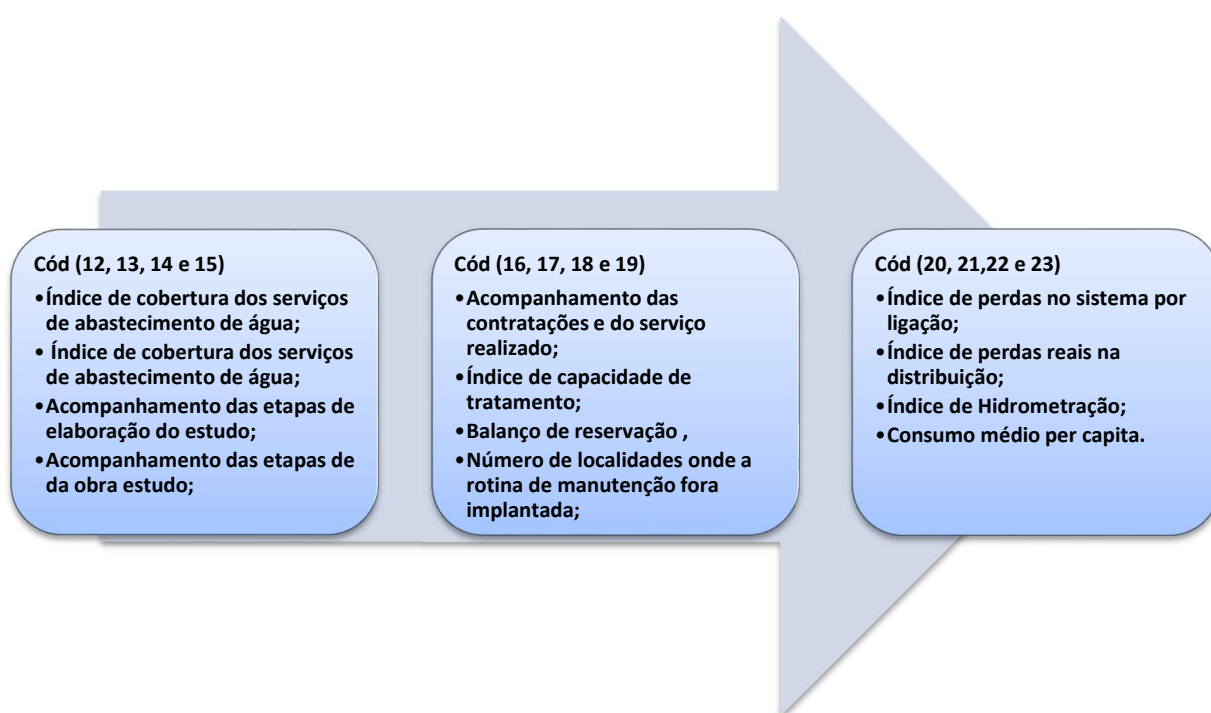 Cód (12, 13, 14 e 15)
•Índice de cobertura dos serviços
de abastecimento de água;
• Índice de cobertura dos serviços
de abastecimento de água;
•Acompanhamento das etapas de
elaboração do estudo;
•Acompanhamento das etapas de
da obra estudo;
Cód (16, 17, 18 e 19)
•Acompanhamento das
contratações e do serviço
realizado;
•Índice de capacidade de
tratamento;
•Balanço de reservação ,
•Número de localidades onde a
rotina de manutenção fora
implantada;
Cód (20, 21,22 e 23)
•Índice de perdas no sistema por
ligação;
•Índice de perdas reais na
distribuição;
•Índice de Hidrometração;
•Consumo médio per capita.